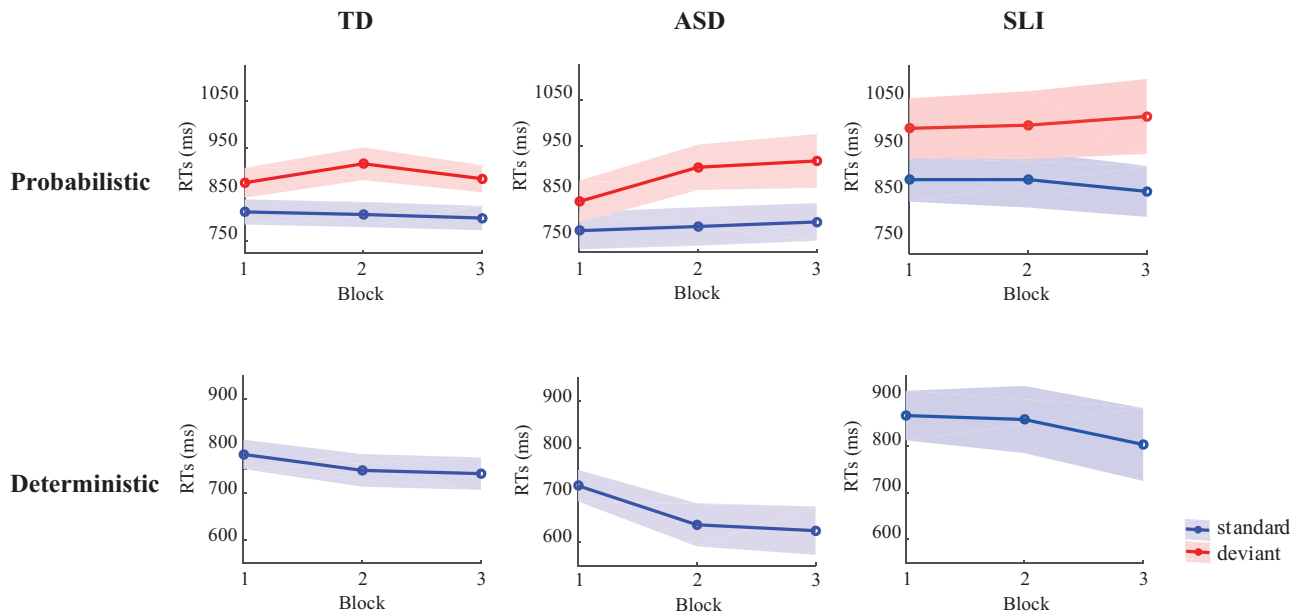 TD ASD SLI
Probabilistic
RTs (ms)
1050
950
850
750
1 2 3
Block
RTs (ms)
1050
950
850
750
1 2 3
Block
RTs (ms)
1050
950
850
750
1 2 3
Block
Deterministic
RTs (ms)
900
800
700
600
1 2 3
Block
RTs (ms)
900
800
700
600
1 2 3
Block
RTs (ms)
900
800
700
600
1 2 3
Block
standard
deviant